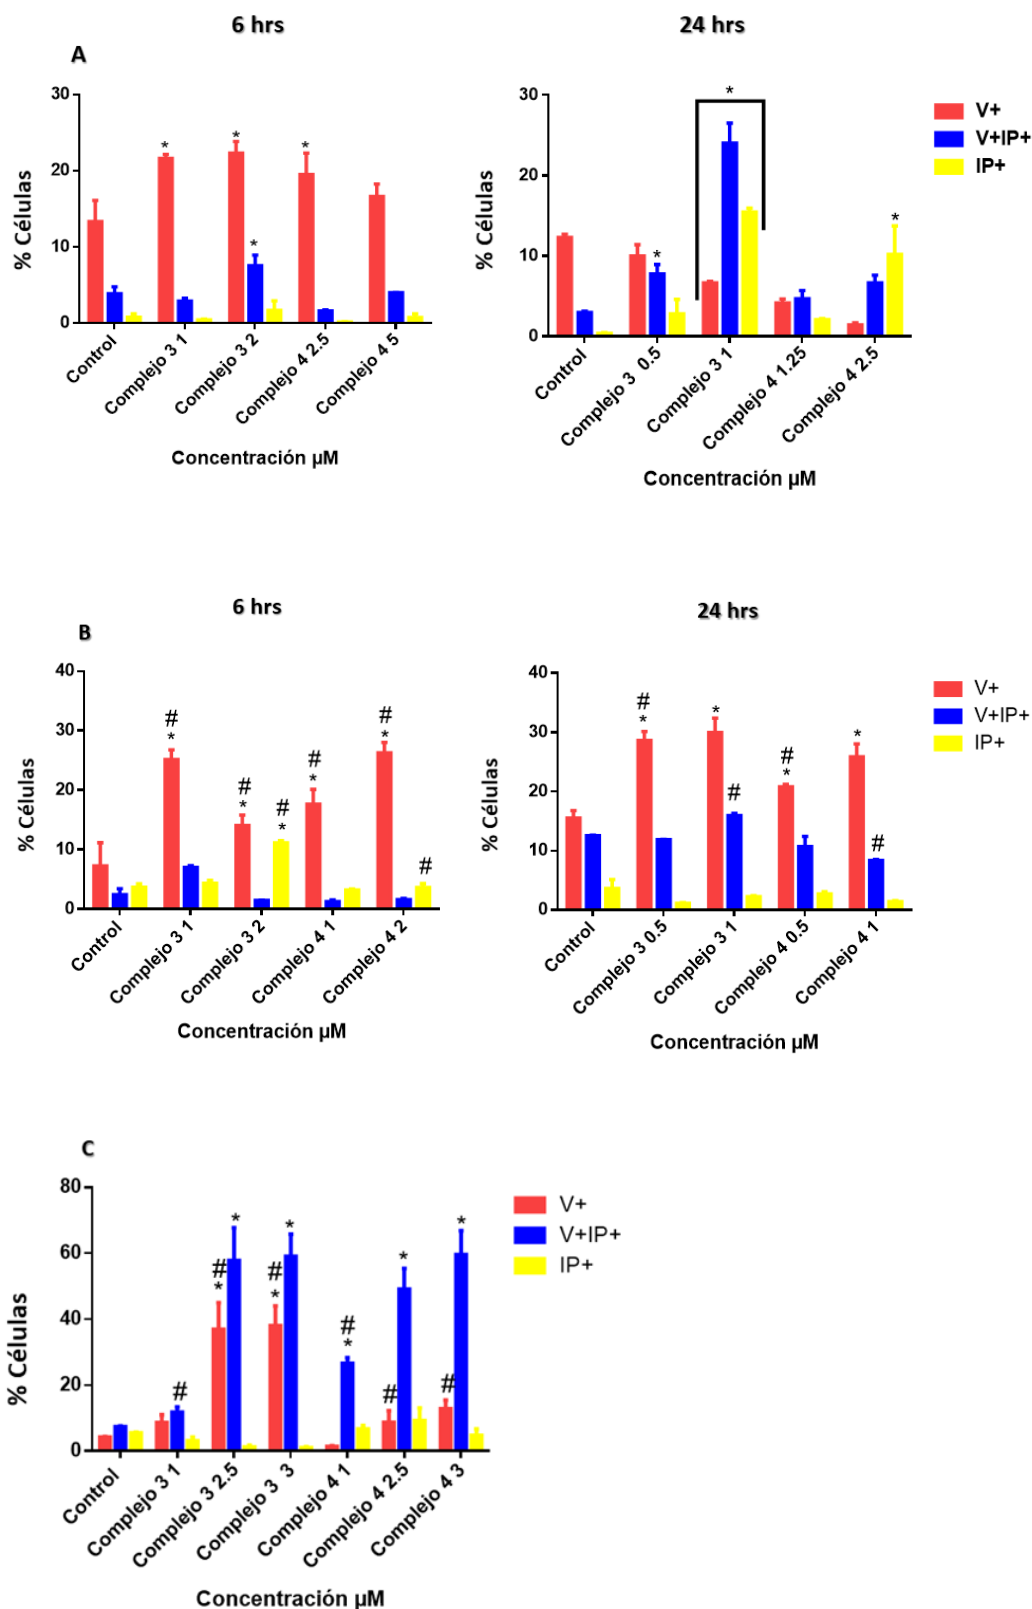 6 hrs
24 hrs
A
30
20
10
0
% Células
* * * *
Control
Complejo 3 1
Complejo 3 2
Complejo 4 2.5
Complejo 4 5
Concentración µM
30
20
10
0
% Células
* * *
Control
Complejo 3 0.5
Complejo 3 1
Complejo 4 1.25
Complejo 4 2.5
Concentración µM
V+
V+IP+
IP+
6 hrs
24 hrs
B
40
30
20
10
0
% Células
# # # # # #
* * * * *
Control
Complejo 3 1
Complejo 3 2
Complejo 4 1
Complejo 4 2
Concentración µM
40
30
20
10
0
% Células
# # # #
* * * *
Control
Complejo 3 0.5
Complejo 3 1
Complejo 4 0.5
Complejo 4 1
Concentración µM
V+
V+IP+
IP+
C
80
60
40
20
0
% Células
# # # # # #
* * * * * * *
Control
Complejo 3 1
Complejo 3 2.5
Complejo 3 3
Complejo 4 1
Complejo 4 2.5
Complejo 4 3
Concentración µM
V+
V+IP+
IP+